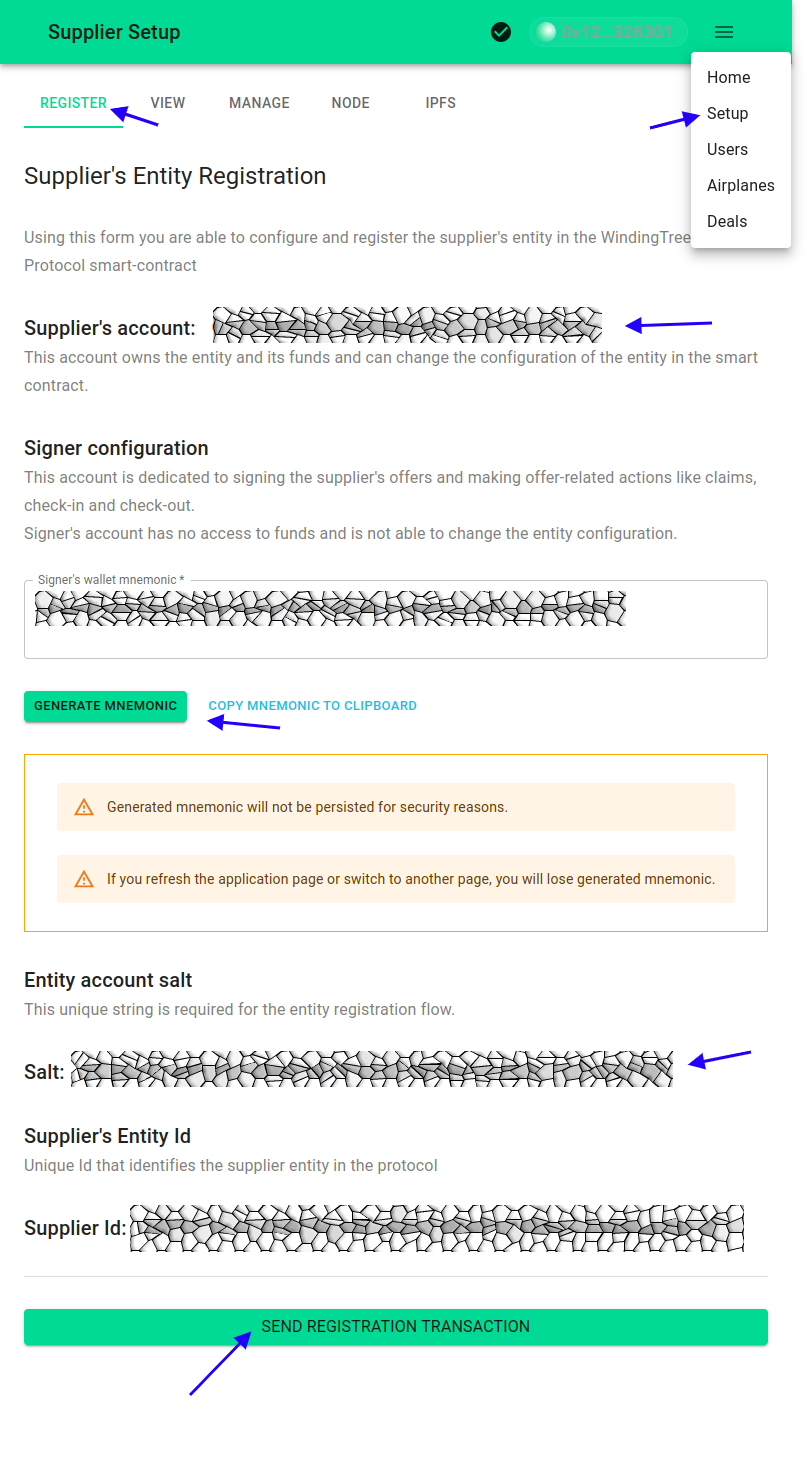 Supplier Setup
0x12...326301
Home
Setup
Users
Airplanes
Deals
REGISTER VIEW MANAGE NODE IPFS
Supplier's Entity Registration
Using this form you are able to configure and register the supplier's entity in the WindingTree
Protocol smart-contract
Supplier's account:
This account owns the entity and its funds and can change the configuration of the entity in the smart
contract.
Signer configuration
This account is dedicated to signing the supplier's offers and making offer-related actions like claims,
check-in and check-out.
Signer's account has no access to funds and is not able to change the entity configuration.
Signer's wallet mnemonic *
GENERATE MNEMONIC COPY MNEMONIC TO CLIPBOARD
Generated mnemonic will not be persisted for security reasons.
If you refresh the application page or switch to another page, you will lose generated mnemonic.
Entity account salt
This unique string is required for the entity registration flow.
Salt:
Supplier's Entity Id
Unique Id that identifies the supplier entity in the protocol
Supplier Id:
SEND REGISTRATION TRANSACTION